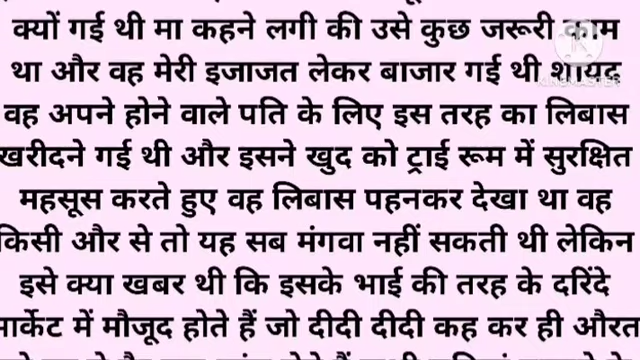 क्यों गई थी मा कहने लगी की उसे कुछ जरूरी काम
था और वह मेरी इजाजत लेकर बाजार गई थी शायद
वह अपने होने वाले पति के लिए इस तरह का लिबास
खरीदने गई थी और इसने खुद को ट्राई रूम में सुरक्षित
महसूस करते हुए वह लिबास पहनकर देखा था वह
किसी और से तो यह सब मंगवा नहीं सकती थी लेकिन
इसे क्या खबर थी कि इसके भाई की तरह के दरिंदे
मार्केट में मौजूद होते हैं जो दीदी दीदी कह कर ही औरत